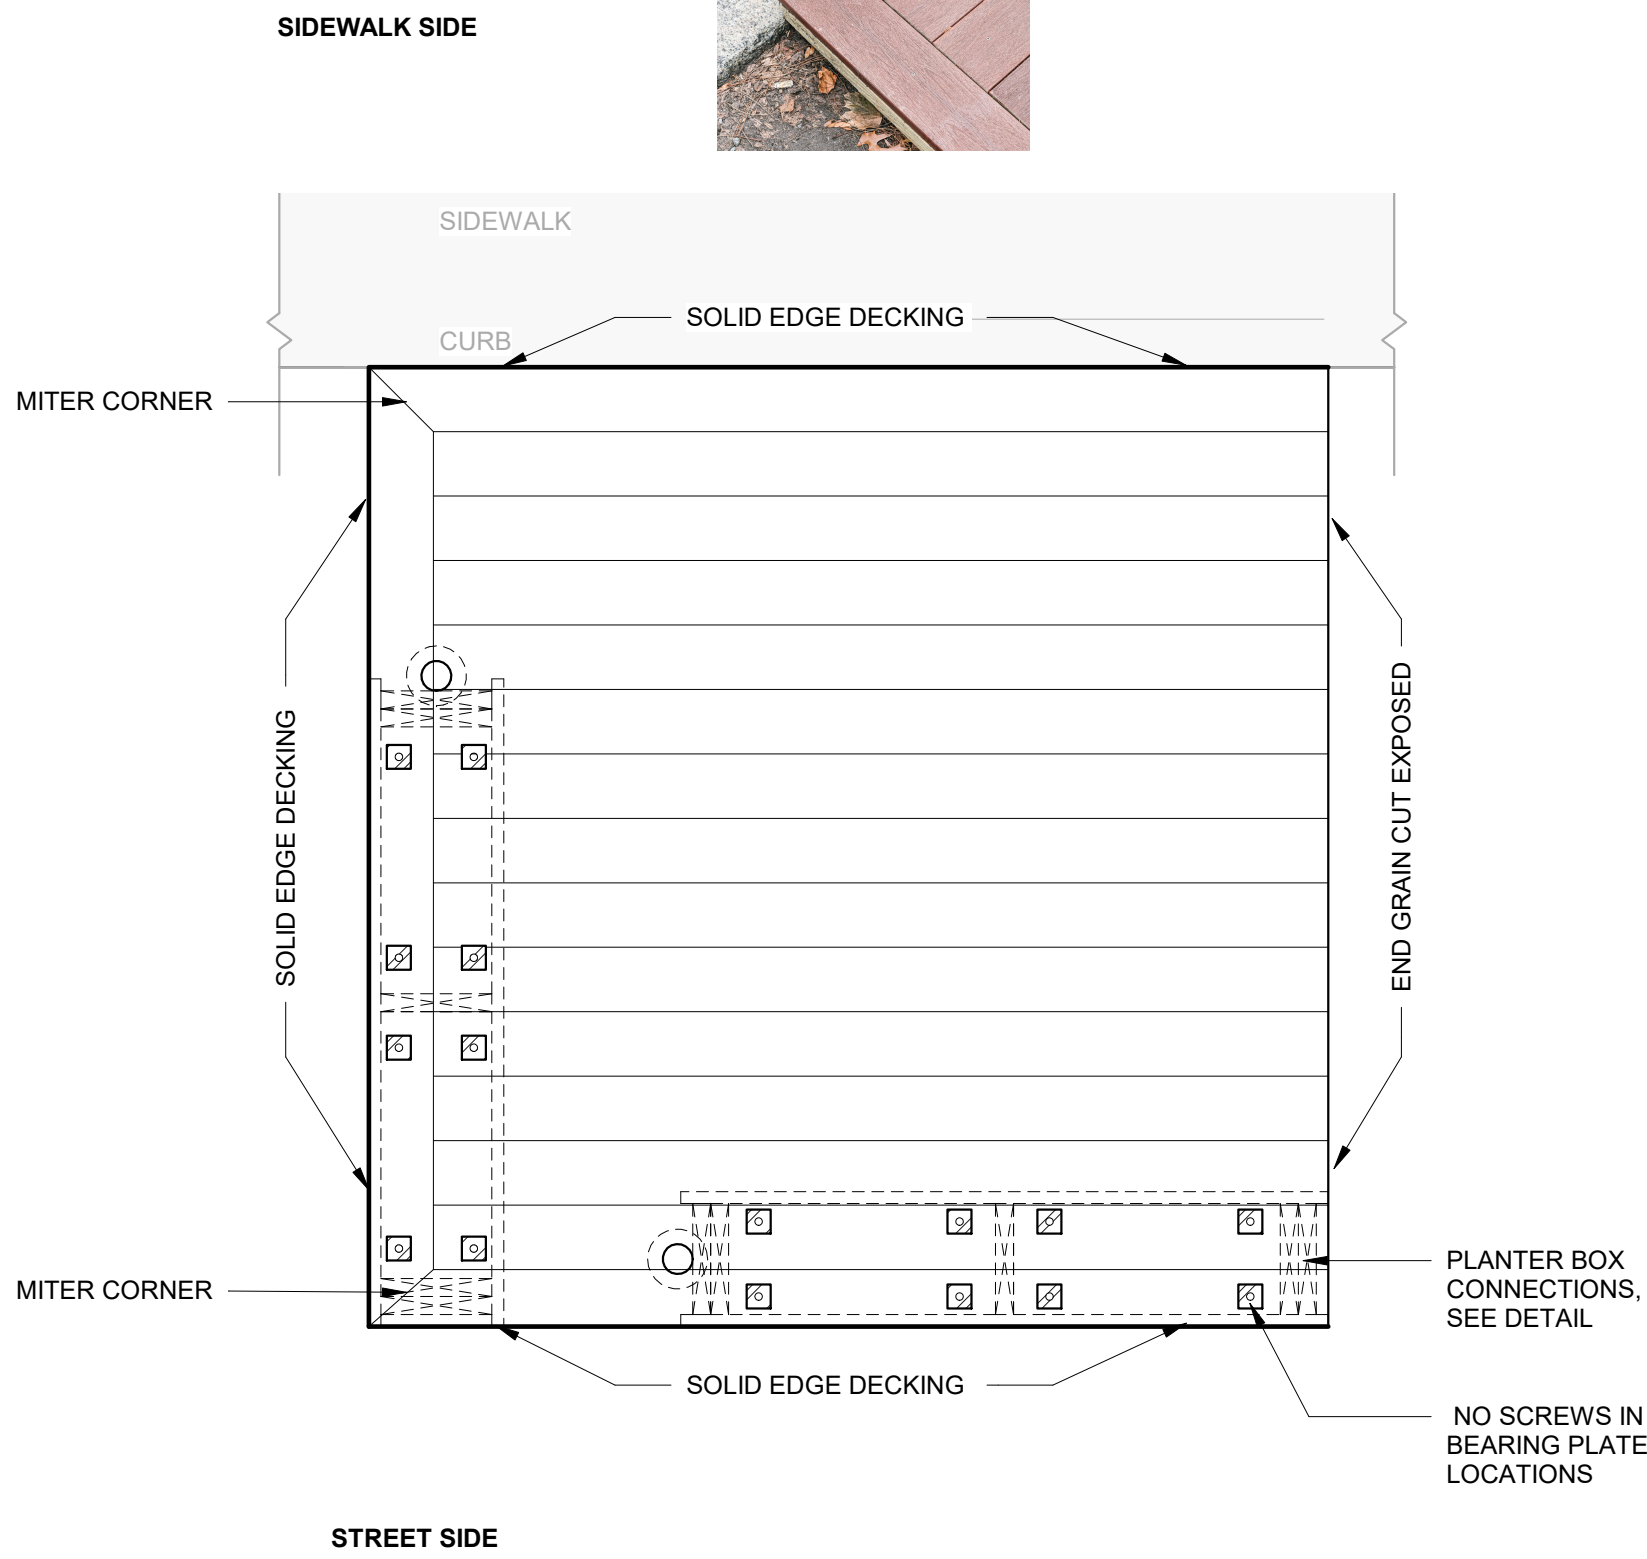 SIDEWALK SIDE
SIDEWALK
SOLID EDGE DECKING
CURB
MITER CORNER
SOLID EDGE DECKING
END GRAIN CUT EXPOSED
MITER CORNER
PLANTER BOX
CONNECTIONS,
SEE DETAIL
SOLID EDGE DECKING
NO SCREWS IN
BEARING PLATE
LOCATIONS
STREET SIDE